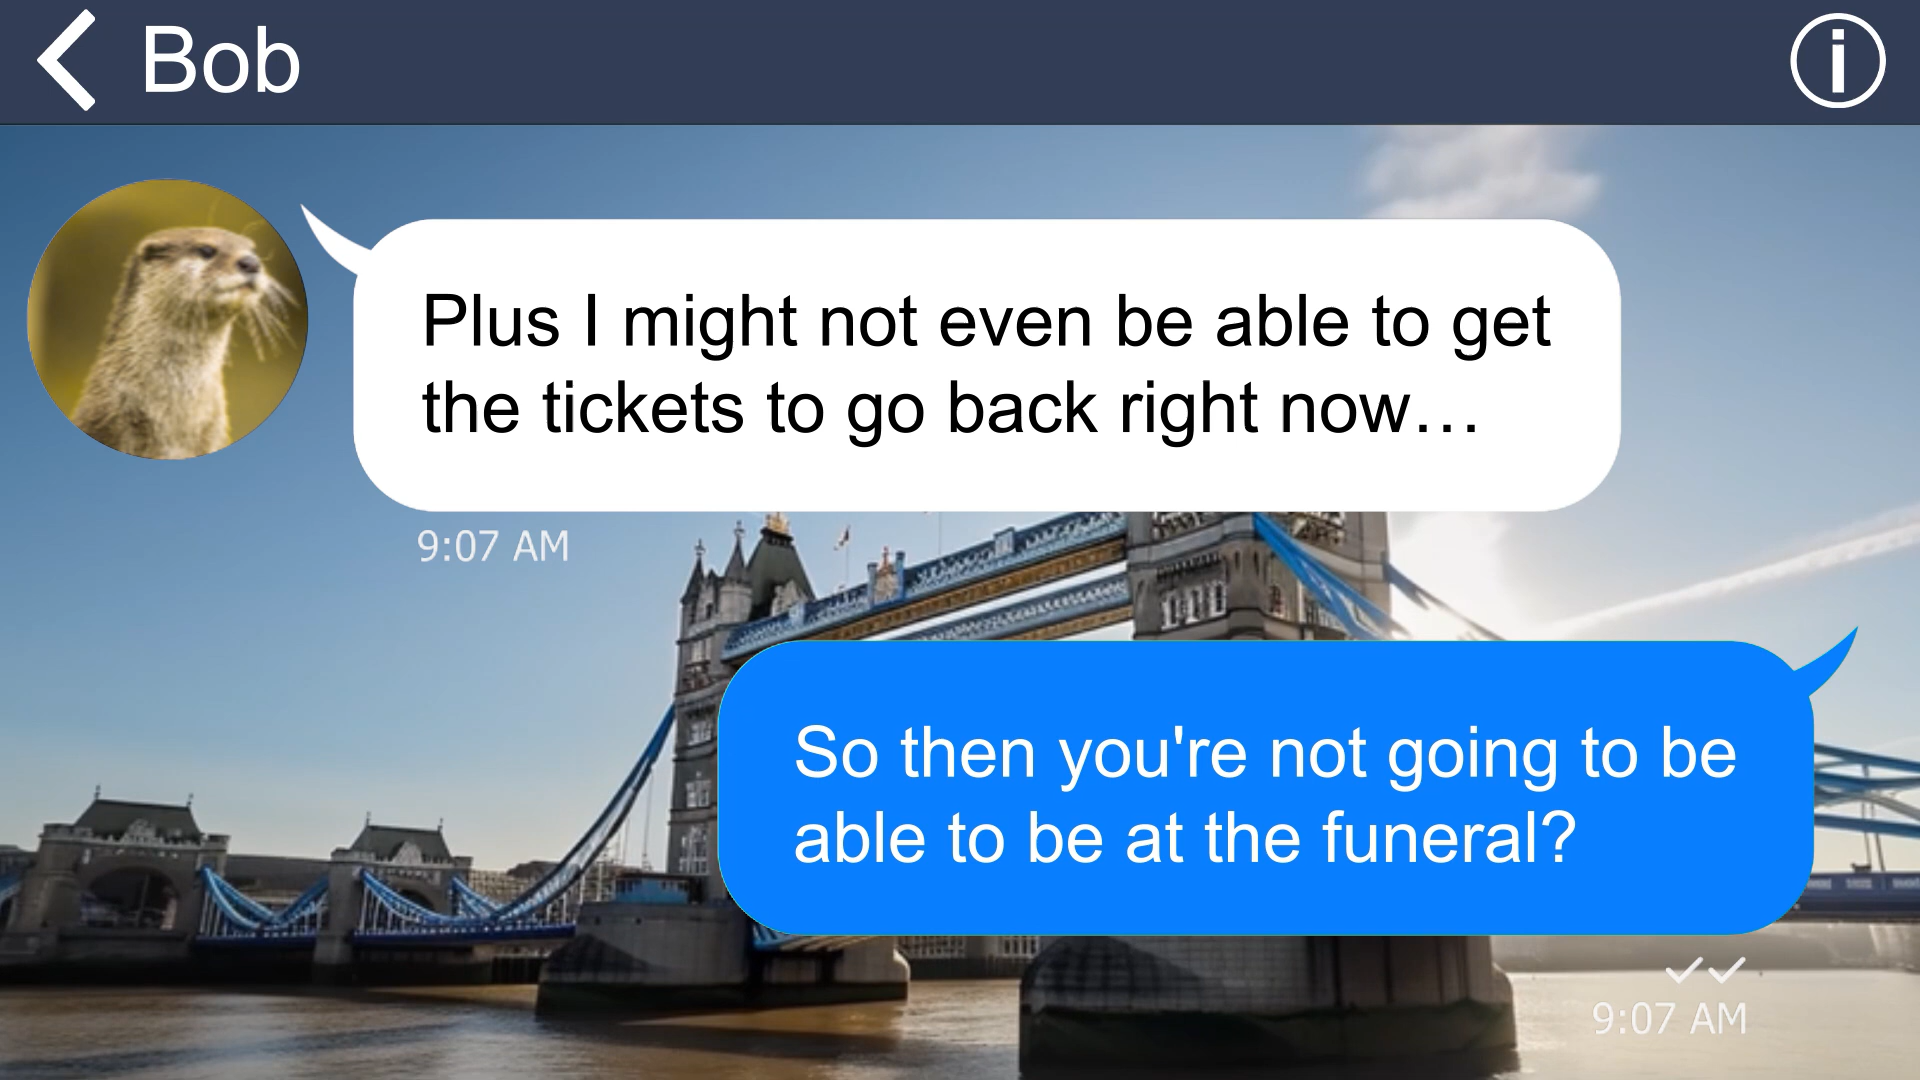 Bob
Plus I might not even be able to get
the tickets to go back right now…
9:07 AM
So then you're not going to be
able to be at the funeral?
9:07 AM